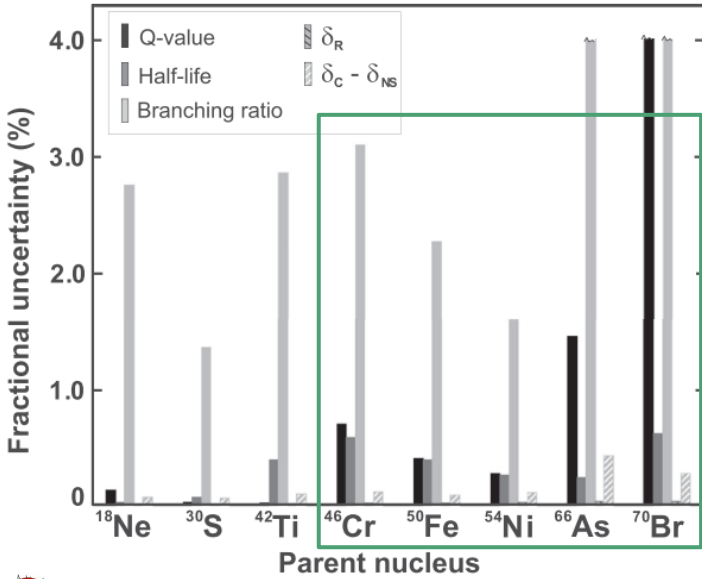 4.0
3.0
2.0
1.0
0
Fractional uncertainty (%)
Q-value
Half-life
Branching ratio
δR
δC - δNS
18Ne 30S 42Ti 46Cr 50Fe 54Ni 66As 70Br
Parent nucleus